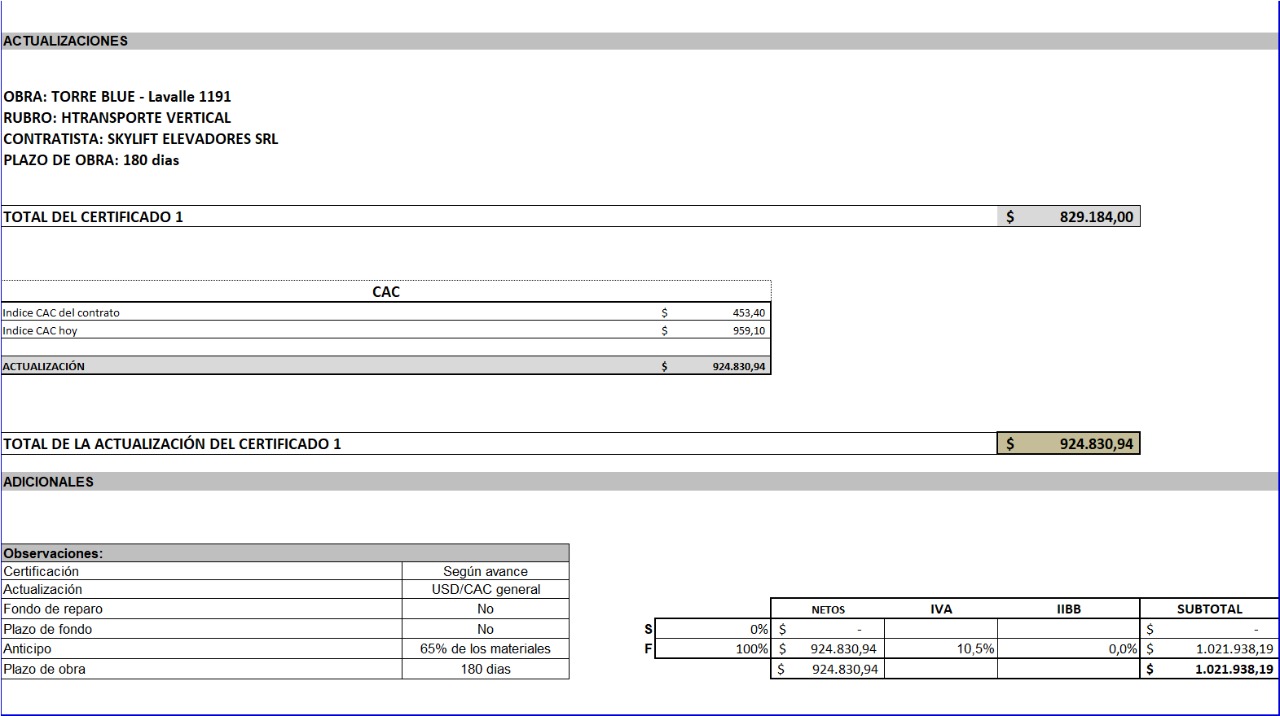 ACTUALIZACIONES
OBRA: TORRE BLUE - Lavalle 1191
RUBRO: HTRANSPORTE VERTICAL
CONTRATISTA: SKYLIFT ELEVADORES SRL
PLAZO DE OBRA: 180 dias
TOTAL DEL CERTIFICADO 1 $ 829.184,00
CAC
Indice CAC del contrato $ 453,40
Indice CAC hoy $ 959,10
ACTUALIZACIÓN $ 924.830,94
TOTAL DE LA ACTUALIZACIÓN DEL CERTIFICADO 1 $ 924.830,94
ADICIONALES
Observaciones:
Certificación Según avance
Actualización USD/CAC general
Fondo de reparo No
Plazo de fondo No
Anticipo 65% de los materiales
Plazo de obra 180 dias
NETOS IVA IIBB SUBTOTAL
S 0% $ - $ -
F 100% $ 924.830,94 10,5% 0,0% $ 1.021.938,19
$ 924.830,94 $ 1.021.938,19